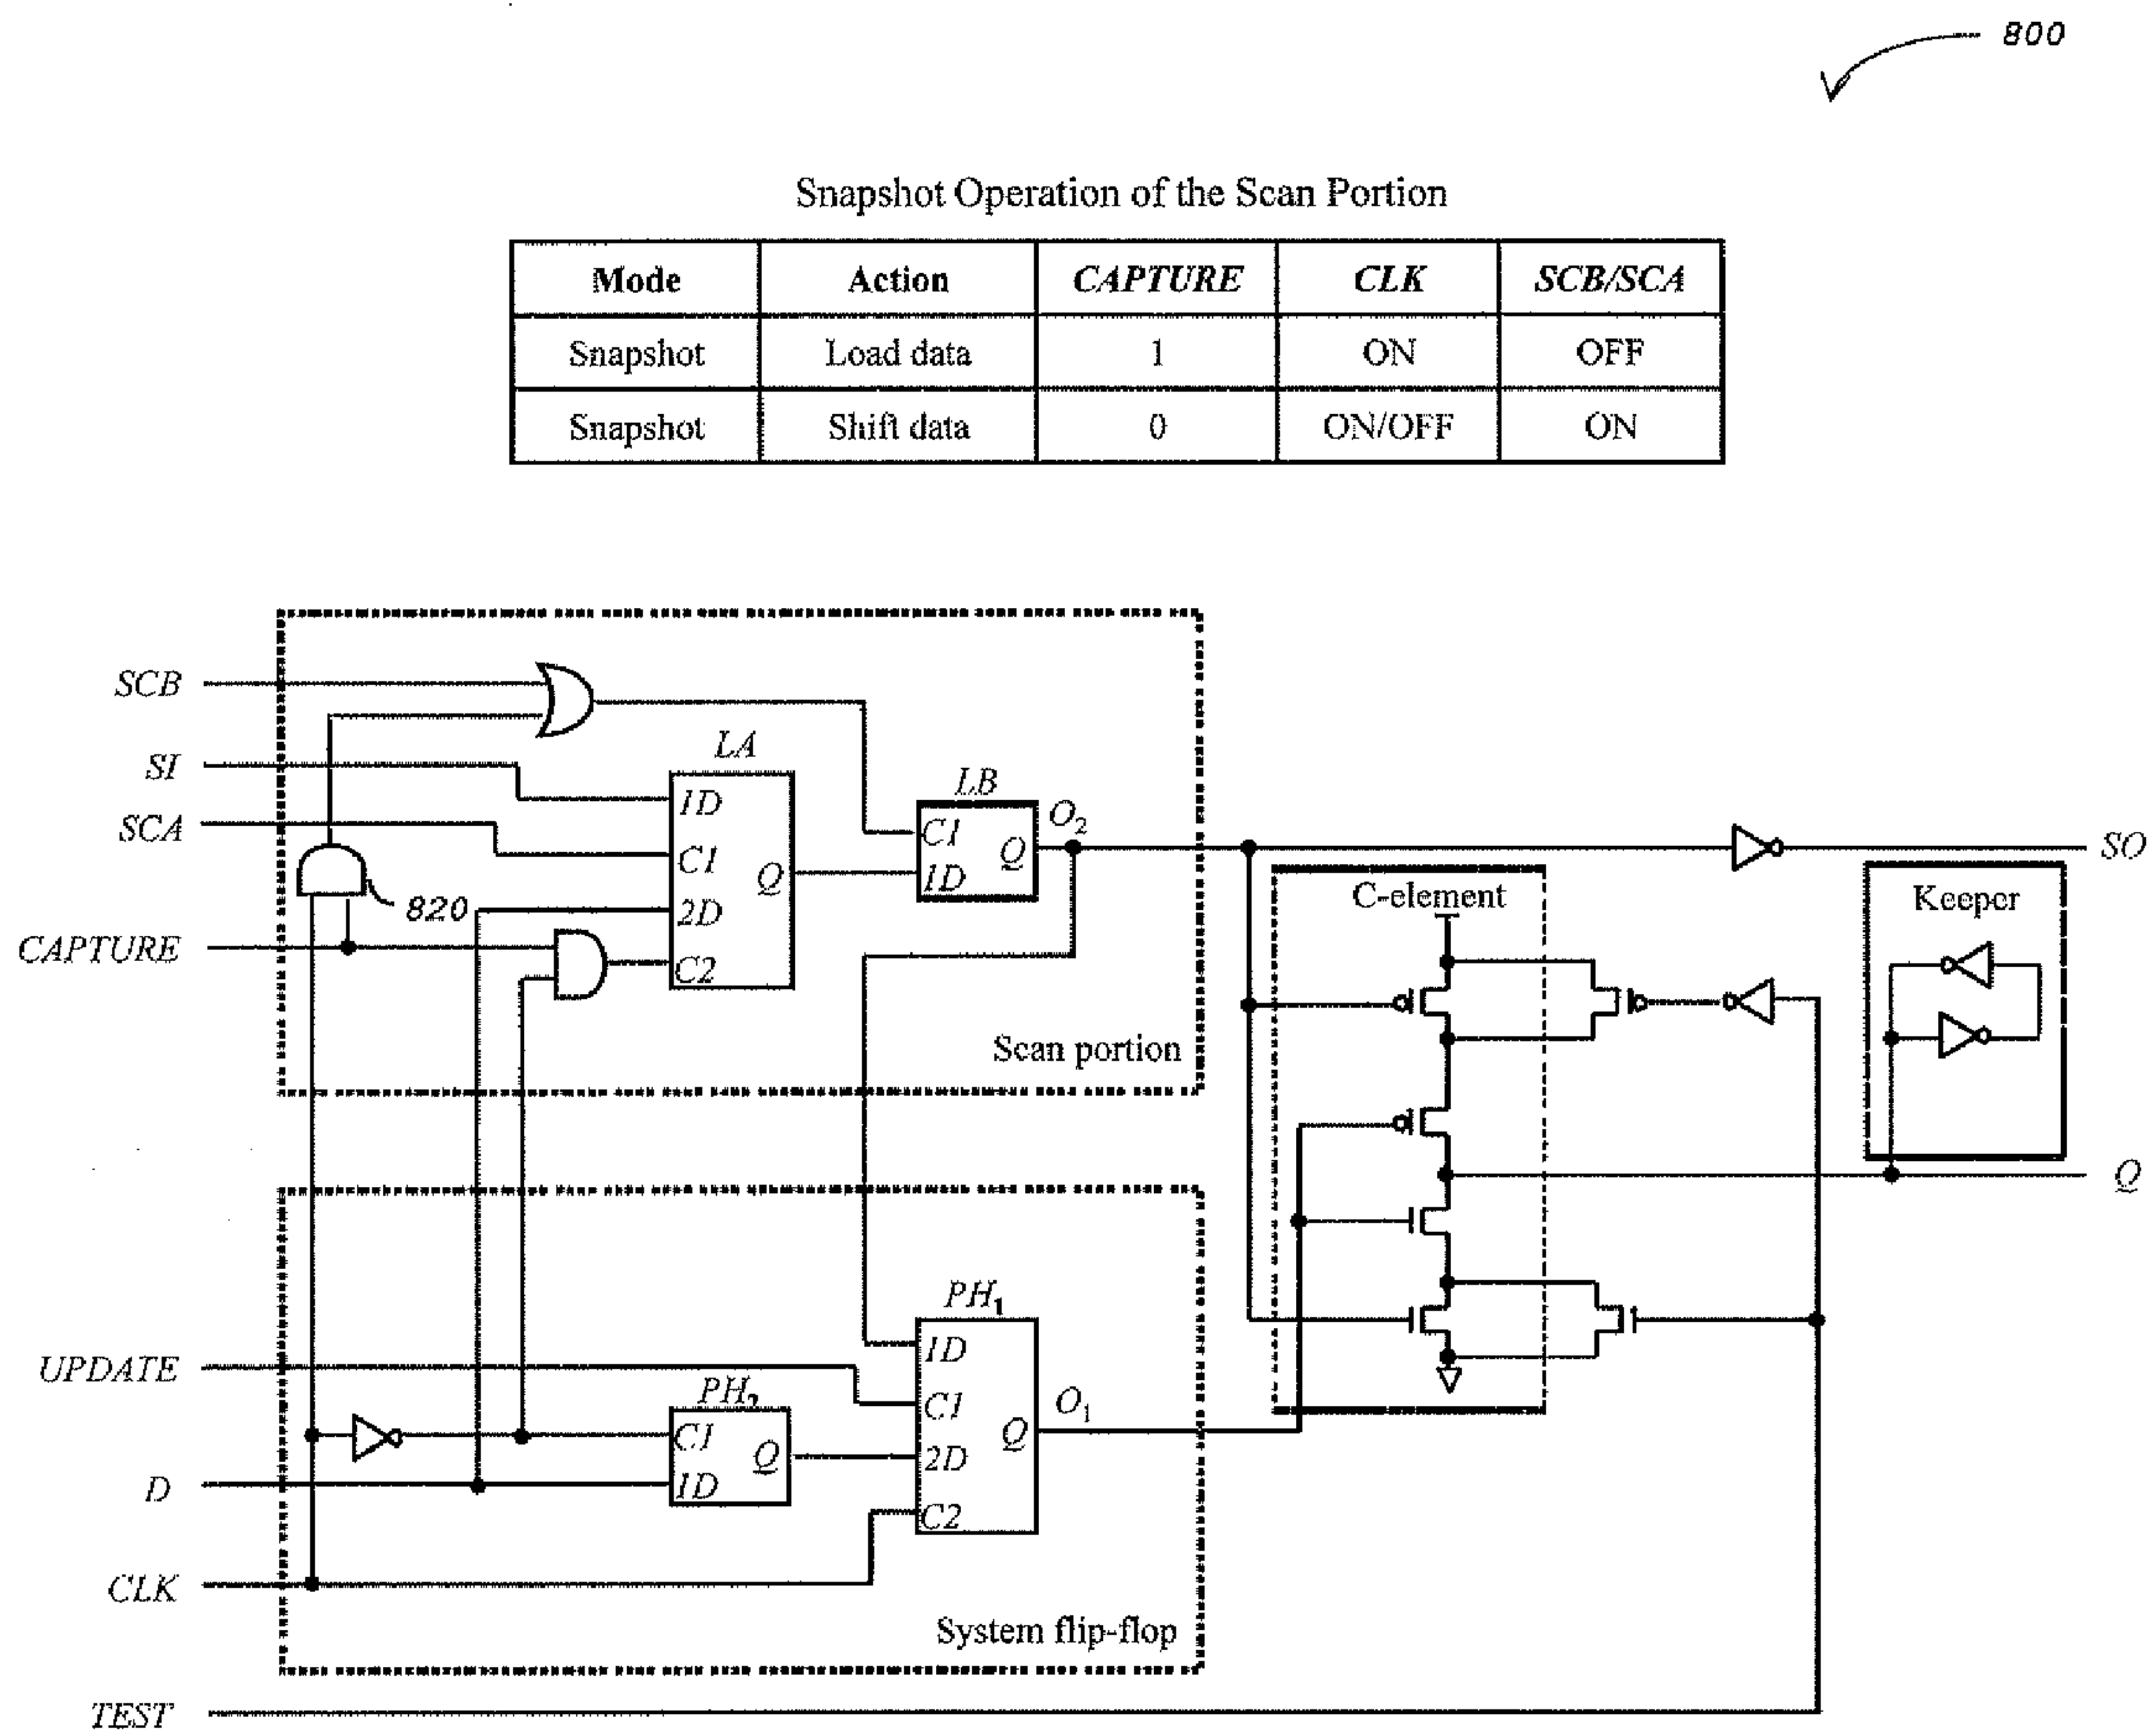 800
Snapshot Operation of the Scan Portion
Mode Action CAPTURE CLK SCB/SCA
Snapshot Load data 1 ON OFF
Snapshot Shift data 0 ON/OFF ON
SCB
SI
SCA
820
CAPTURE
LA
1D
C1
2D
C2
Q
LB
C1
1D
Q
O2
Scan portion
SO
C-element
Keeper
Q
UPDATE
D
CLK
TEST
PH2
C1
1D
Q
PH1
1D
C1
2D
C2
Q
O1
System flip-flop